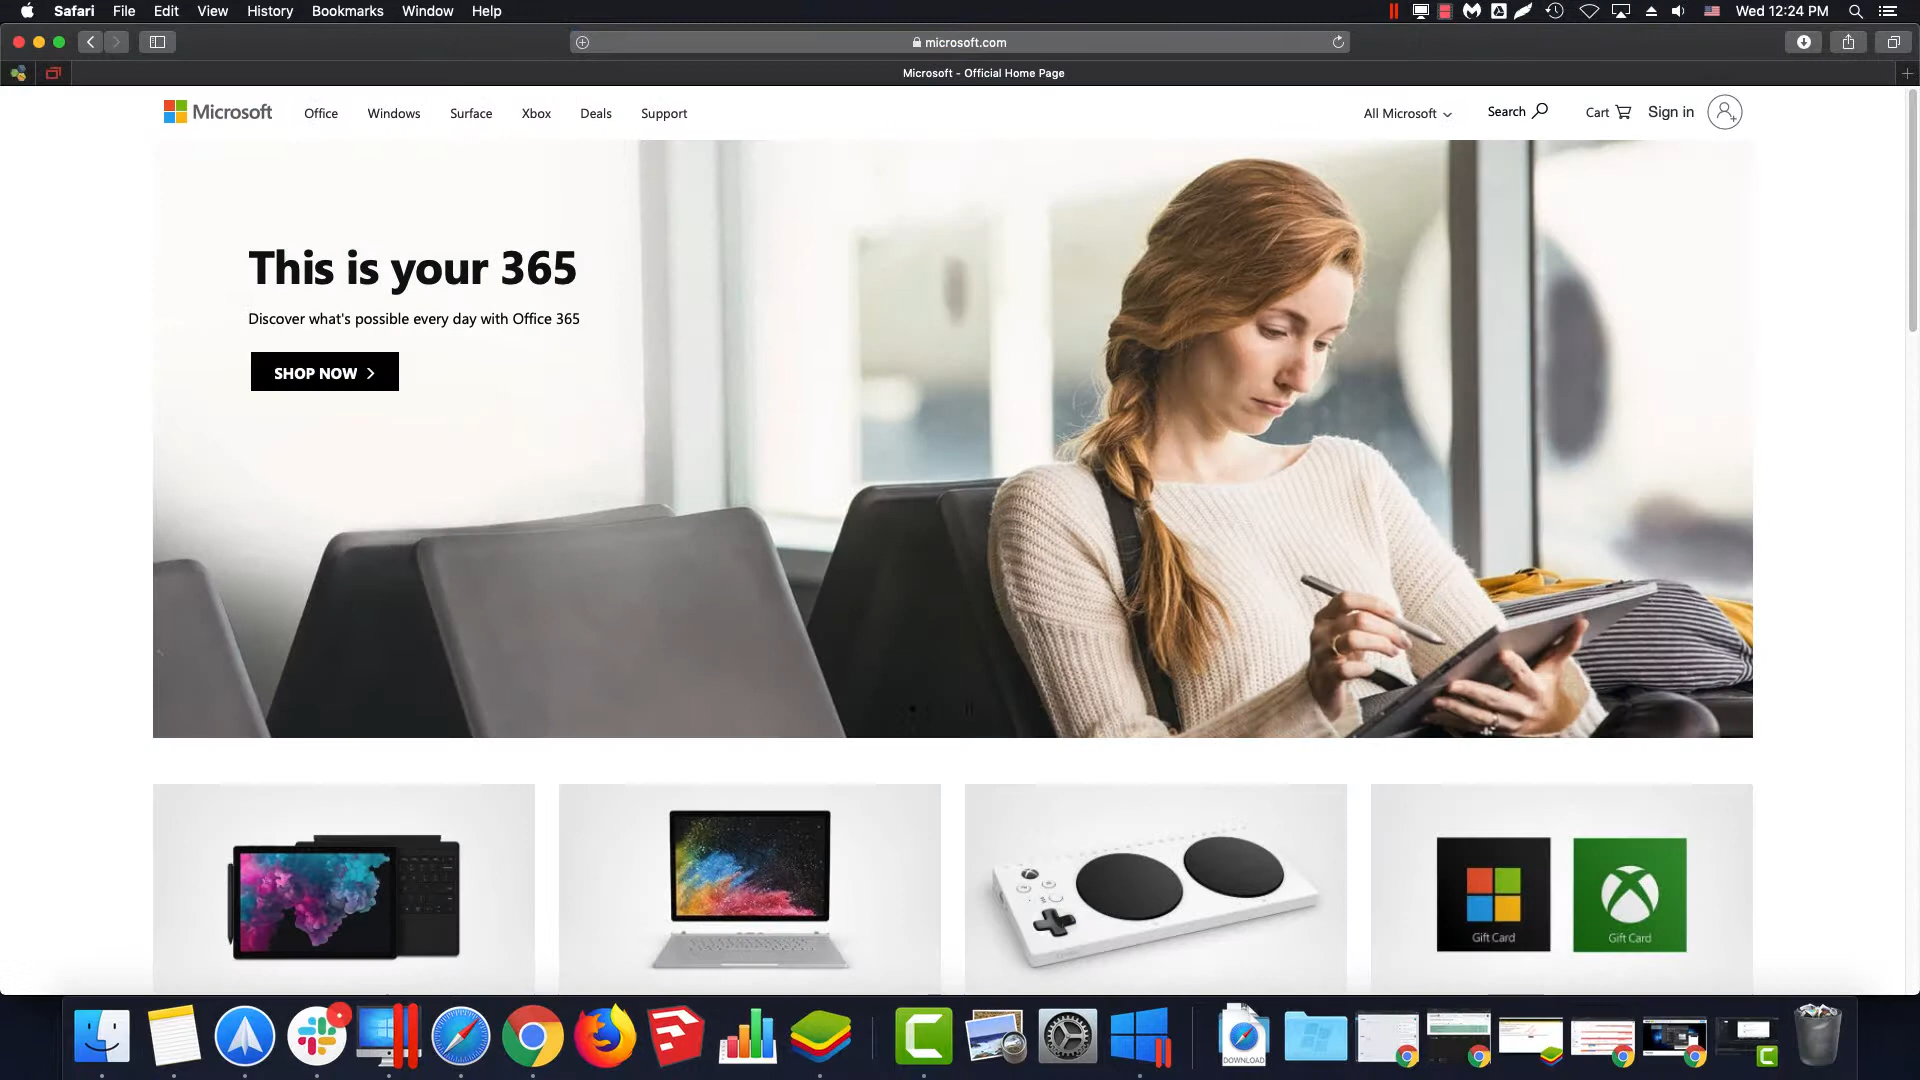 Safari File Edit View History Bookmarks Window Help
Wed 12:24 PM
microsoft.com
Microsoft - Official Home Page
Microsoft Office Windows Surface Xbox Deals Support
All Microsoft Search Cart Sign in
This is your 365
Discover what's possible every day with Office 365
SHOP NOW
Gift Card
Gift Card
DOWNLOAD